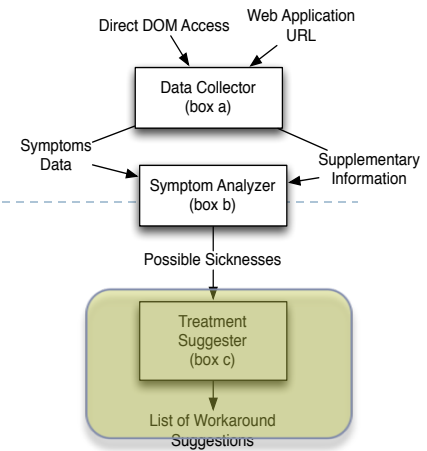 Direct DOM Access
Web Application
URL
Data Collector
(box a)
Symptoms
Data
Supplementary
Information
Symptom Analyzer
(box b)
Possible Sicknesses
Treatment
Suggester
(box c)
List of Workaround
Suggestions